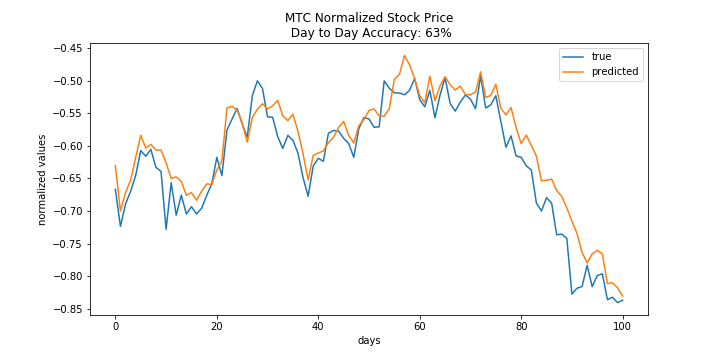 MTC Normalized Stock Price
Day to Day Accuracy: 63%
true
predicted
normalized values
−0.45
−0.50
−0.55
−0.60
−0.65
−0.70
−0.75
−0.80
−0.85
0 20 40 60 80 100
days